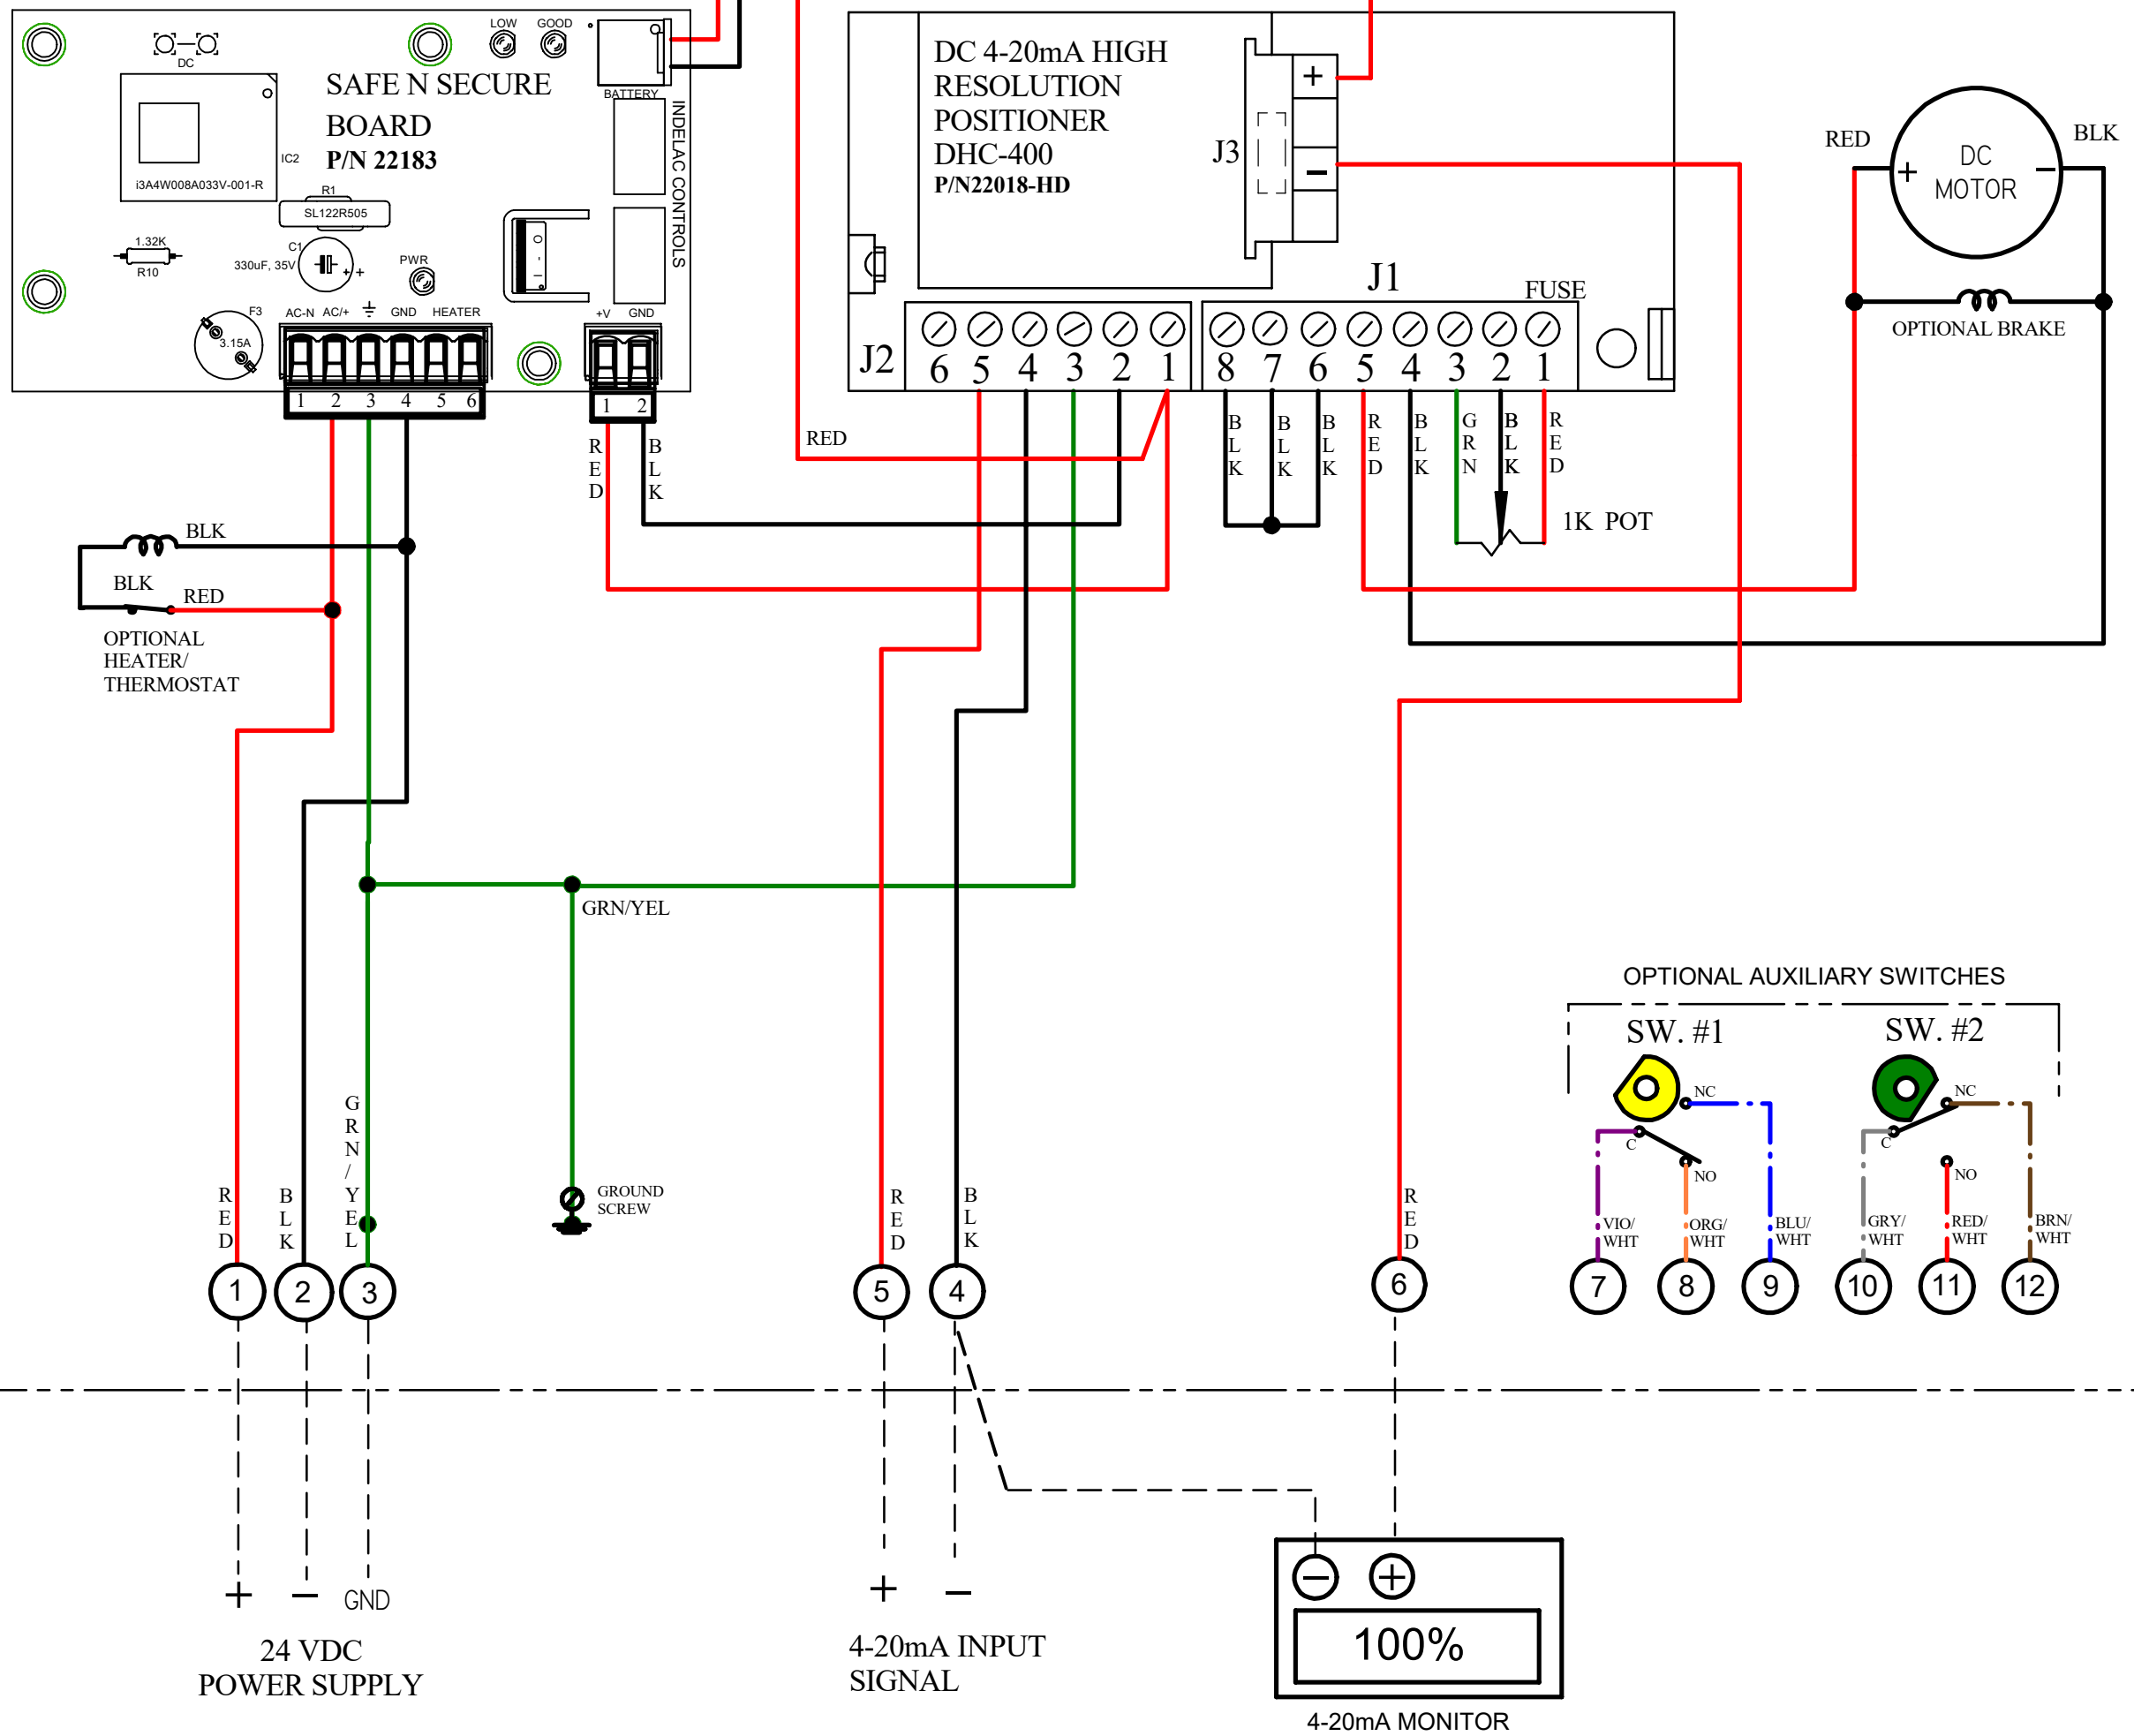 LOW
GOOD
DC
SAFE N SECURE
BOARD
P/N 22183
BATTERY
INDELAC CONTROLS
IC2
i3A4W008A033V-001-R
R1
SL122R505
1.32K
R10
C1
330uF, 35V
+ +
PWR
O - I
F3
3.15A
AC-N AC/+ GND HEATER
+V GND
1 2 3 4 5 6
1 2
DC 4-20mA HIGH
RESOLUTION
POSITIONER
DHC-400
P/N22018-HD
J3
+
−
J1
FUSE
J2
6 5 4 3 2 1
8 7 6 5 4 3 2 1
RED
DC
MOTOR
+
−
BLK
OPTIONAL BRAKE
RED
BLK
RED
BLK
BLK
BLK
RED
BLK
GRN
BLK
RED
1K POT
BLK
BLK
RED
OPTIONAL
HEATER/
THERMOSTAT
GRN/YEL
GROUND
SCREW
RED
BLK
GRN/YEL
RED
BLK
RED
OPTIONAL AUXILIARY SWITCHES
SW. #1
SW. #2
NC
C
NO
NC
C
NO
VIO/
WHT
ORG/
WHT
BLU/
WHT
GRY/
WHT
RED/
WHT
BRN/
WHT
1 2 3
5 4
6
7 8 9 10 11 12
+ − GND
24 VDC
POWER SUPPLY
+ −
4-20mA INPUT
SIGNAL
− +
100%
4-20mA MONITOR